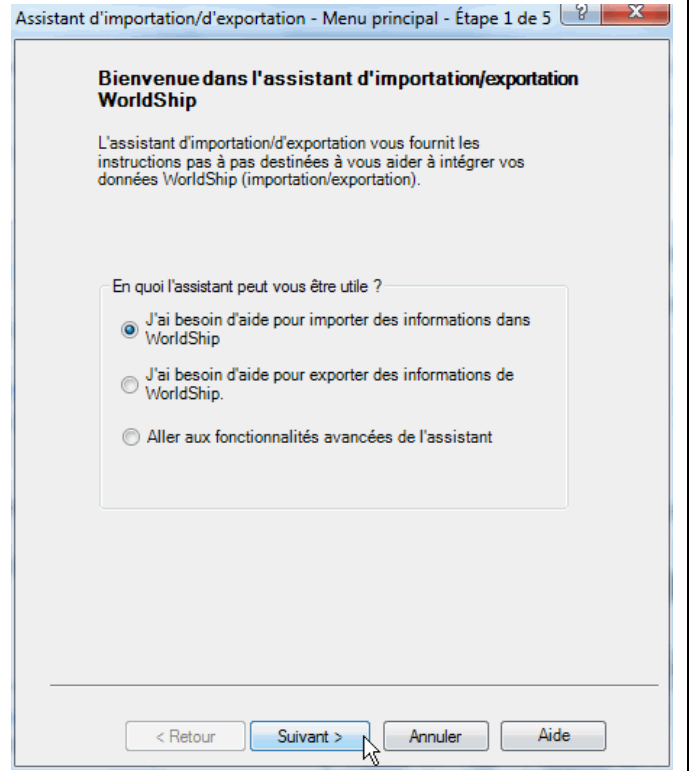 Assistant d'importation/d'exportation - Menu principal - Étape 1 de 5
Bienvenue dans l'assistant d'importation/exportation
WorldShip
L'assistant d'importation/d'exportation vous fournit les
instructions pas à pas destinées à vous aider à intégrer vos
données WorldShip (importation/exportation).
En quoi l'assistant peut vous être utile ?
J'ai besoin d'aide pour importer des informations dans
WorldShip
J'ai besoin d'aide pour exporter des informations de
WorldShip.
Aller aux fonctionnalités avancées de l'assistant
< Retour Suivant > Annuler Aide